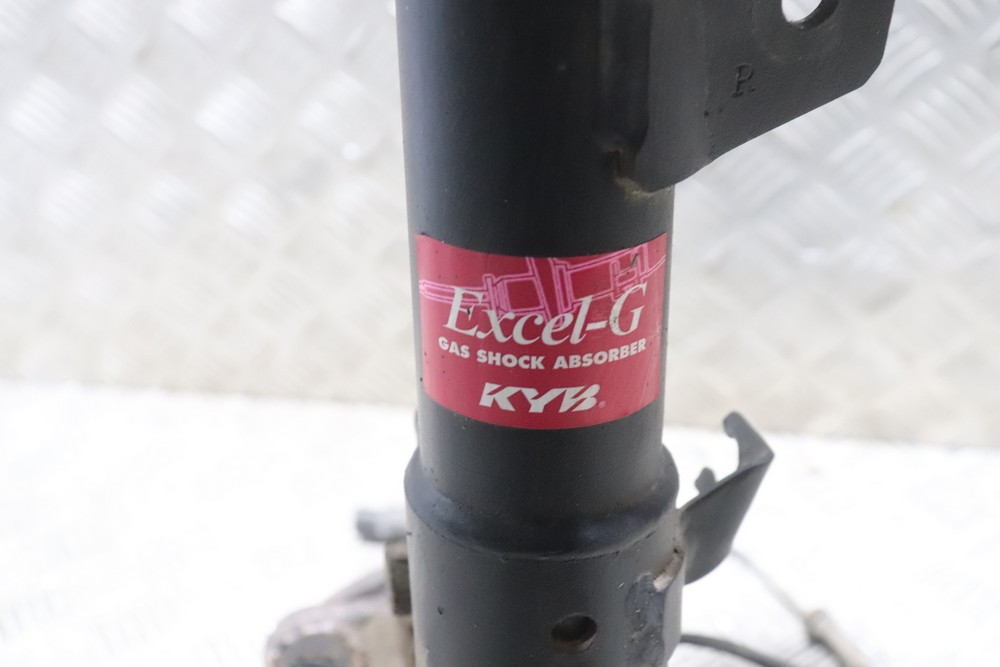 R
Excel-G
GAS SHOCK ABSORBER
KYB®